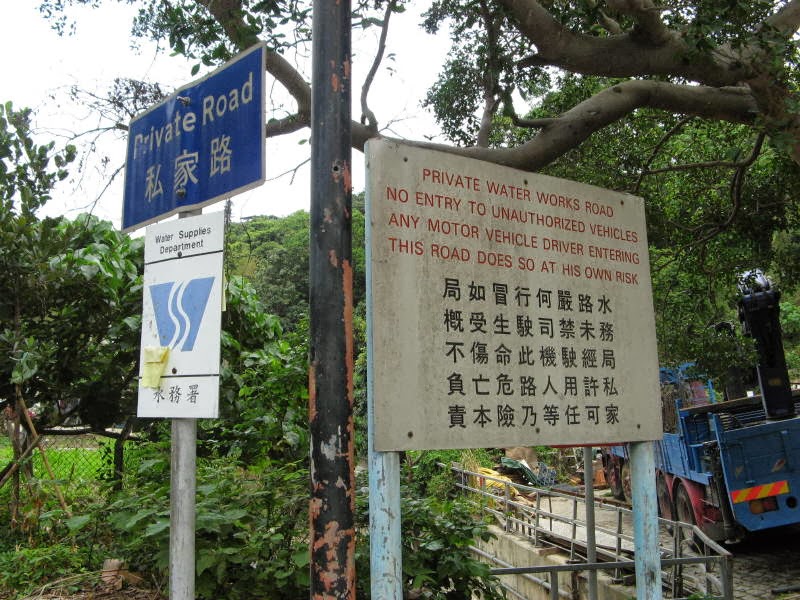 Private Road
私家路
Water Supplies
Department
水務署
PRIVATE WATER WORKS ROAD
NO ENTRY TO UNAUTHORIZED VEHICLES
ANY MOTOR VEHICLE DRIVER ENTERING
THIS ROAD DOES SO AT HIS OWN RISK
水務局私家
路未經許可
嚴禁駛用任
何司機人等
行駛此路乃
冒生命危險
如受傷亡本
局槪不負責